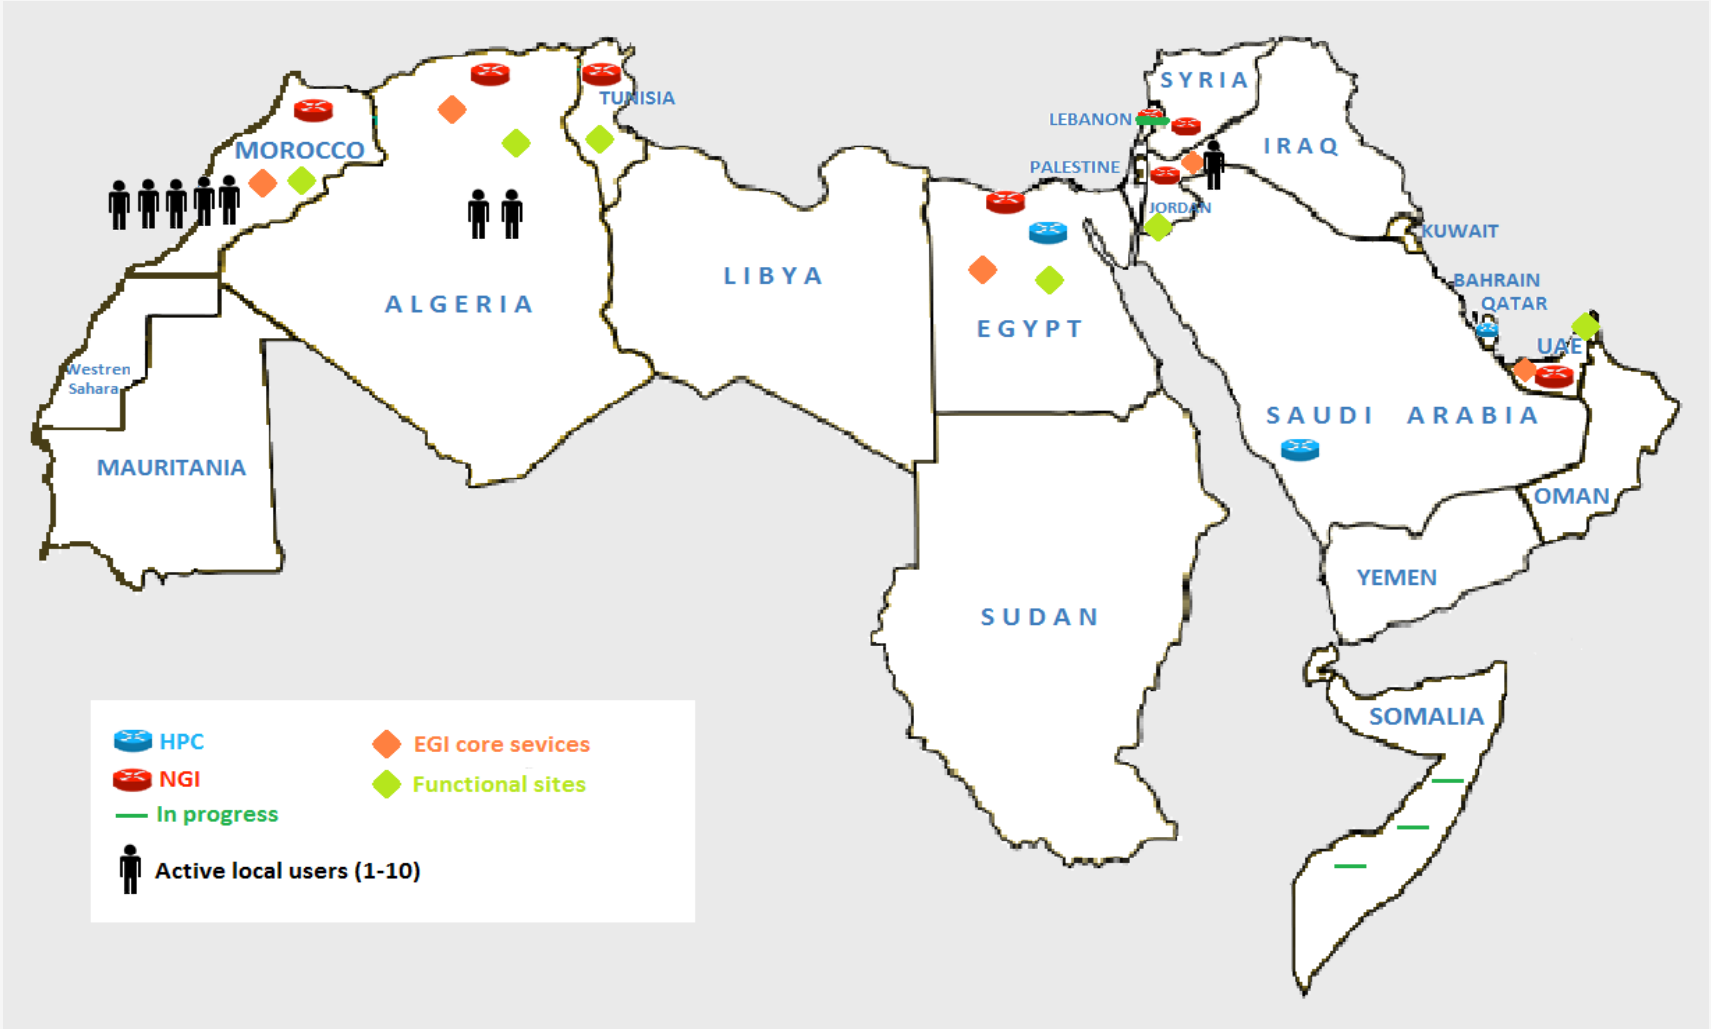 SYRIA
TUNISIA
LEBANON
MOROCCO
IRAQ
PALESTINE
JORDAN
KUWAIT
LIBYA
ALGERIA
BAHRAIN
QATAR
EGYPT
UAE
Westren
Sahara
SAUDI ARABIA
MAURITANIA
OMAN
YEMEN
SUDAN
SOMALIA
HPC
NGI
In progress
EGI core sevices
Functional sites
Active local users (1-10)